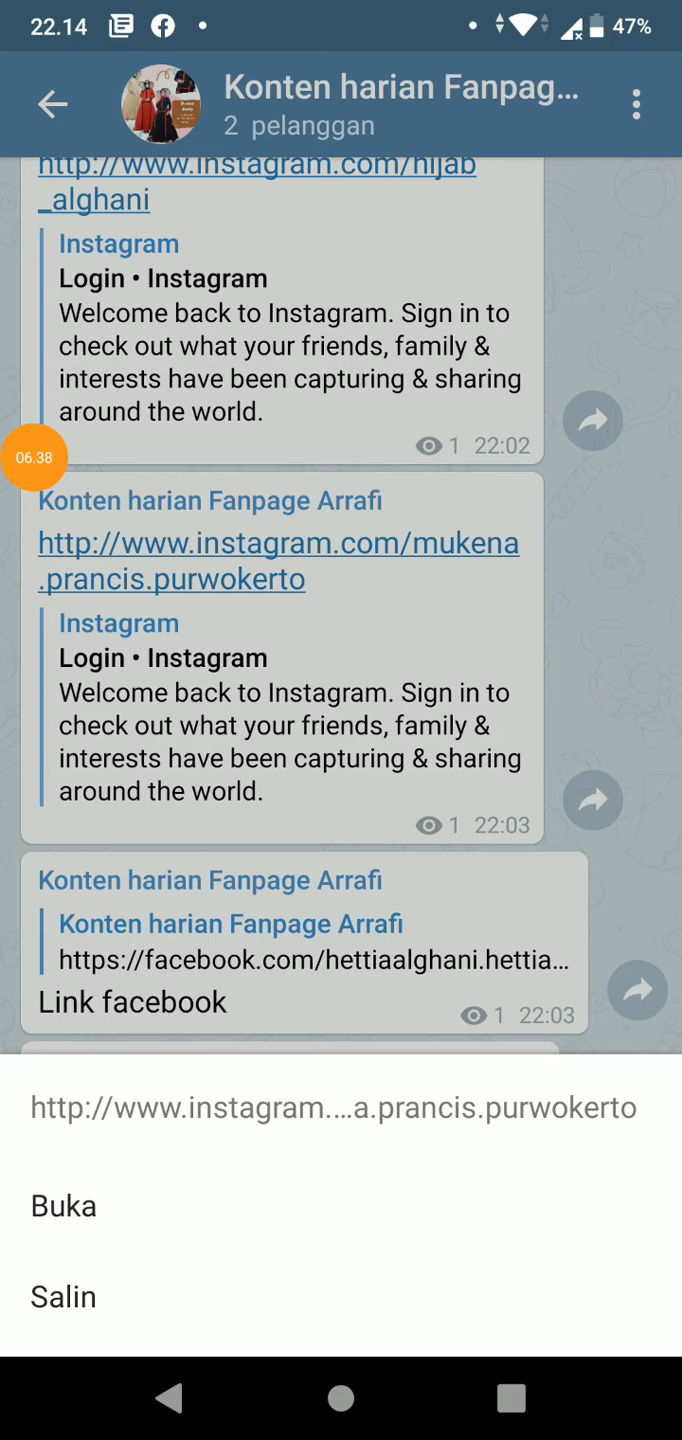 22.14
47%
Konten harian Fanpag...
2 pelanggan
http://www.instagram.com/hijab
_alghani
Instagram
Login • Instagram
Welcome back to Instagram. Sign in to
check out what your friends, family &
interests have been capturing & sharing
around the world.
1 22:02
06.38
Konten harian Fanpage Arrafi
http://www.instagram.com/mukena
.prancis.purwokerto
Instagram
Login • Instagram
Welcome back to Instagram. Sign in to
check out what your friends, family &
interests have been capturing & sharing
around the world.
1 22:03
Konten harian Fanpage Arrafi
Konten harian Fanpage Arrafi
https://facebook.com/hettiaalghani.hettia...
Link facebook
1 22:03
http://www.instagram....a.prancis.purwokerto
Buka
Salin